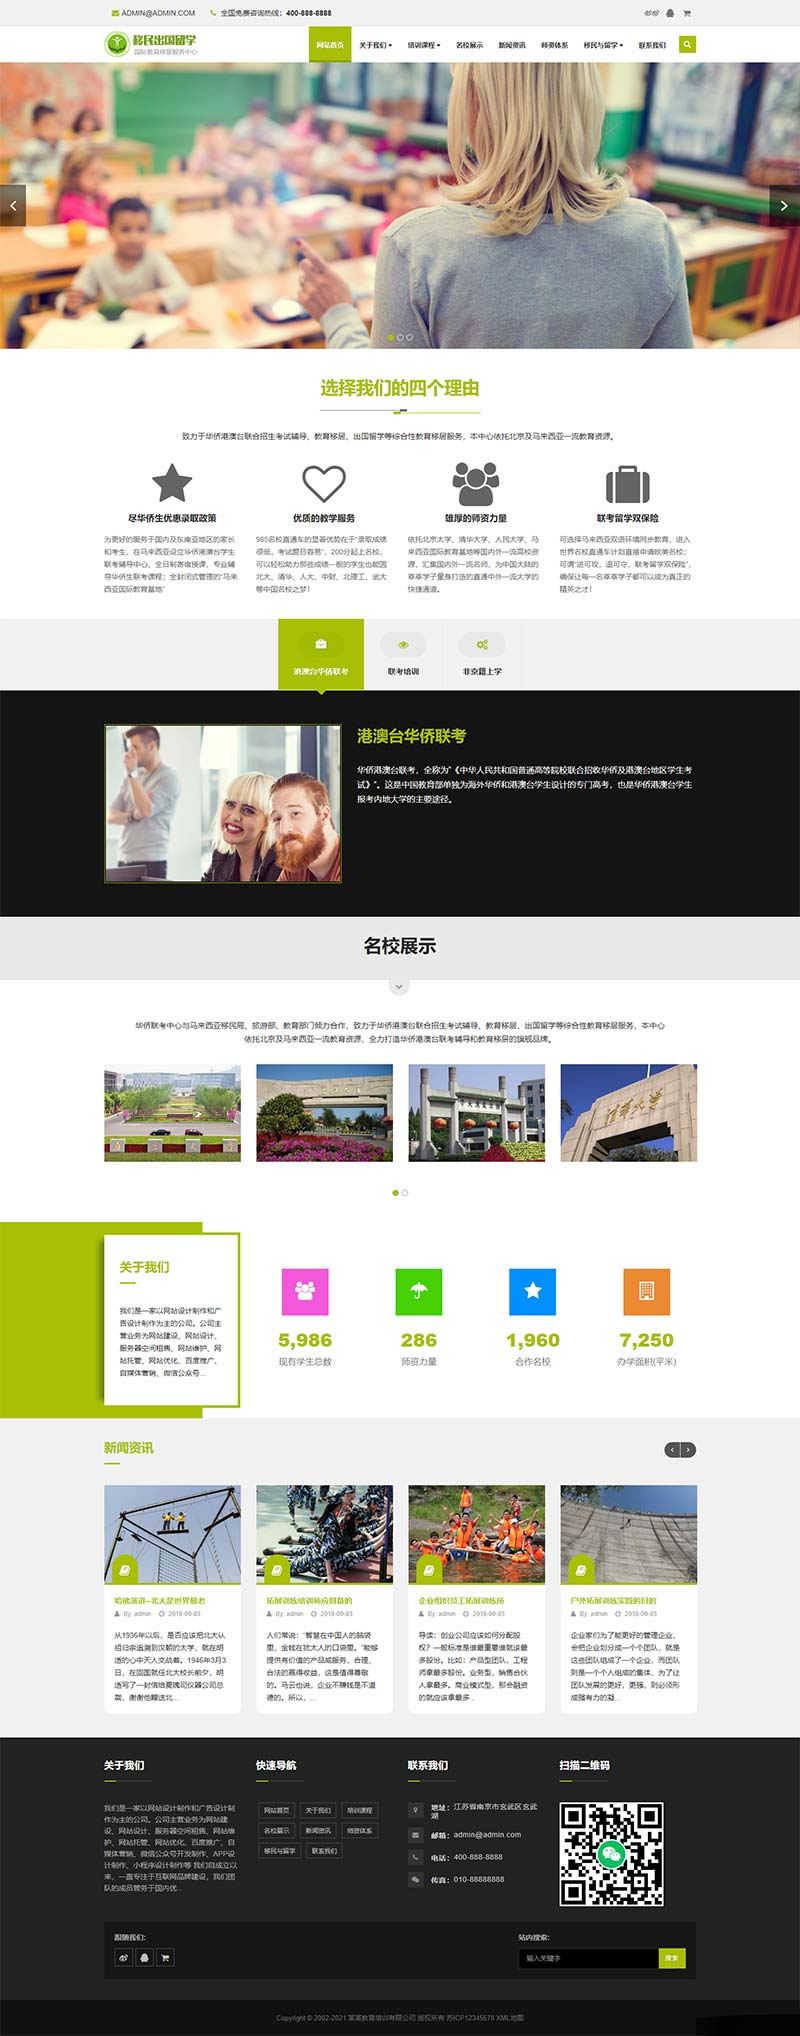 ADMIN@ADMIN.COM 全国免费咨询热线：400-888-8888
移民出国留学
国际教育移居服务中心
网站首页 关于我们 培训课程 名校展示 新闻资讯 师资体系 移民与留学 联系我们
选择我们的四个理由
致力于华侨港澳台联合招生考试辅导、教育移居、出国留学等综合性教育移居服务，本中心依托北京及马来西亚一流教育资源。
尽华侨生优惠录取政策
为更好的服务于国内及东南亚地区的家长
和考生，在马来西亚设立华侨港澳台学生
联考辅导中心，全日制寄宿授课，专业辅
导华侨生联考课程；全封闭式管理的“马来
西亚国际教育基地”
优质的教学服务
985名校直通车的显著优势在于“录取成绩
很低，考试题目容易”，200分起上名校，
可以轻松助力那些成绩一般的学生也能圆
北大、清华、人大、中财、北理工、武大
等中国名校之梦！
雄厚的师资力量
依托北京大学、清华大学、人民大学、马
来西亚国际教育基地等国内外一流高校资
源，汇集国内外一流名师，为中国大陆的
莘莘学子量身打造的直通中外一流大学的
快捷通道。
联考留学双保险
可选择马来西亚双语环境同步教育，进入
世界名校直通车计划直接申请欧美名校；
可谓“进可攻，退可守，联考留学双保险”，
确保让每一名莘莘学子都可以成为真正的
精英之才！
港澳台华侨联考 联考培训 非京籍上学
港澳台华侨联考
华侨港澳台联考，全称为“《中华人民共和国普通高等院校联合招收华侨及港澳台地区学生考
试》”。这是中国教育部单独为海外华侨和港澳台学生设计的专门高考，也是华侨港澳台学生
报考内地大学的主要途径。
名校展示
华侨联考中心与马来西亚移民局、旅游部、教育部门倾力合作，致力于华侨港澳台联合招生考试辅导、教育移居、出国留学等综合性教育移居服务，本中心
依托北京及马来西亚一流教育资源，全力打造华侨港澳台联考辅导和教育移居的旗舰品牌。
清华大学
关于我们
我们是一家以网站设计制作和广
告设计制作为主的公司。公司主
营业务为网站建设、网站设计、
服务器空间租售、网站维护、网
站托管、网站优化、百度推广、
自媒体营销、微信公众号...
5,986
现有学生总数
286
师资力量
1,960
合作名校
7,250
办学面积(平米)
新闻资讯
哈佛演讲--北大是世界最老
By: admin 2018-09-03
从1936年以后，是否应该把北大认
祖归宗追溯到汉朝的太学，就在胡
适的心中天人交战着。1946年3月3
日，在回国就任北大校长前夕，胡
适写了一封信给夏魄司仪器公司总
裁，谢谢他赠送北...
拓展训练培训师应具备的
By: admin 2018-09-03
人们常说：“智慧在中国人的脑袋
里，金钱在犹太人的口袋里。”能够
提供有价值的产品或服务，合理、
合法的赢得收益，这是值得尊敬
的。马云也说，企业不赚钱是不道
德的。所以，...
企业组织员工拓展训练所
By: admin 2018-09-03
导读：创业公司应该如何分配股
权？一般标准是谁最重要谁就该最
多股份。比如：产品型团队，工程
师拿最多股份。业务型，销售合伙
人拿最多。商业模式型，那会融资
的就应该拿最多...
户外拓展训练实践的目的
By: admin 2018-09-03
企业家们为了能更好的管理企业，
会把企业划分成一个个团队，就是
这些团队组成了一个企业，而团队
则是一个个人组成的集体，为了让
团队发展的更好，更强，则必须形
成强有力的凝...
关于我们
我们是一家以网站设计制作和广告设计制
作为主的公司。公司主营业务为网站建
设、网站设计、服务器空间租售、网站维
护、网站托管、网站优化、百度推广、自
媒体营销、微信公众号开发制作、APP设
计制作、小程序设计制作等 我们自成立以
来，一直专注于互联网品牌建设，我们团
队的成员曾务于国内优...
快速导航
网站首页 关于我们 培训课程
名校展示 新闻资讯 师资体系
移民与留学 联系我们
联系我们
地址：江苏省南京市玄武区玄武
湖
邮箱：admin@admin.com
电话：400-888-8888
传真：010-88888888
扫描二维码
跟随我们:
站内搜索:
输入关键字 搜索
Copyright © 2002-2021 某某教育培训有限公司 版权所有 苏ICP12345678 XML地图